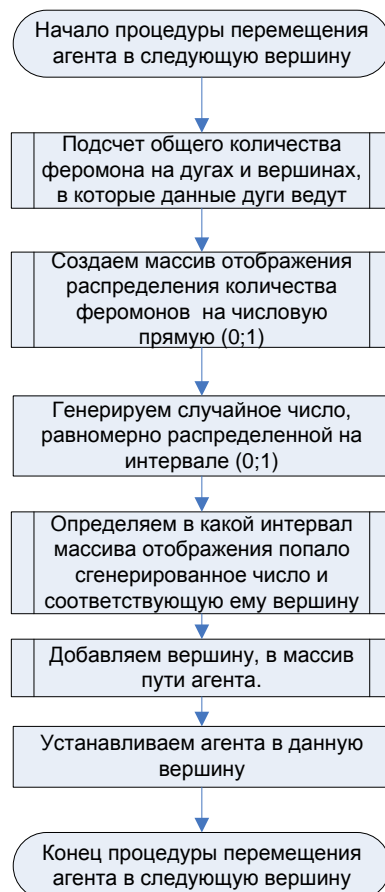 Начало процедуры перемещения
агента в следующую вершину
Подсчет общего количества
феромона на дугах и вершинах,
в которые данные дуги ведут
Создаем массив отображения
распределения количества
феромонов на числовую
прямую (0;1)
Генерируем случайное число,
равномерно распределенной на
интервале (0;1)
Определяем в какой интервал
массива отображения попало
сгенерированное число и
соответствующую ему вершину
Добавляем вершину, в массив
пути агента.
Устанавливаем агента в данную
вершину
Конец процедуры перемещения
агента в следующую вершину